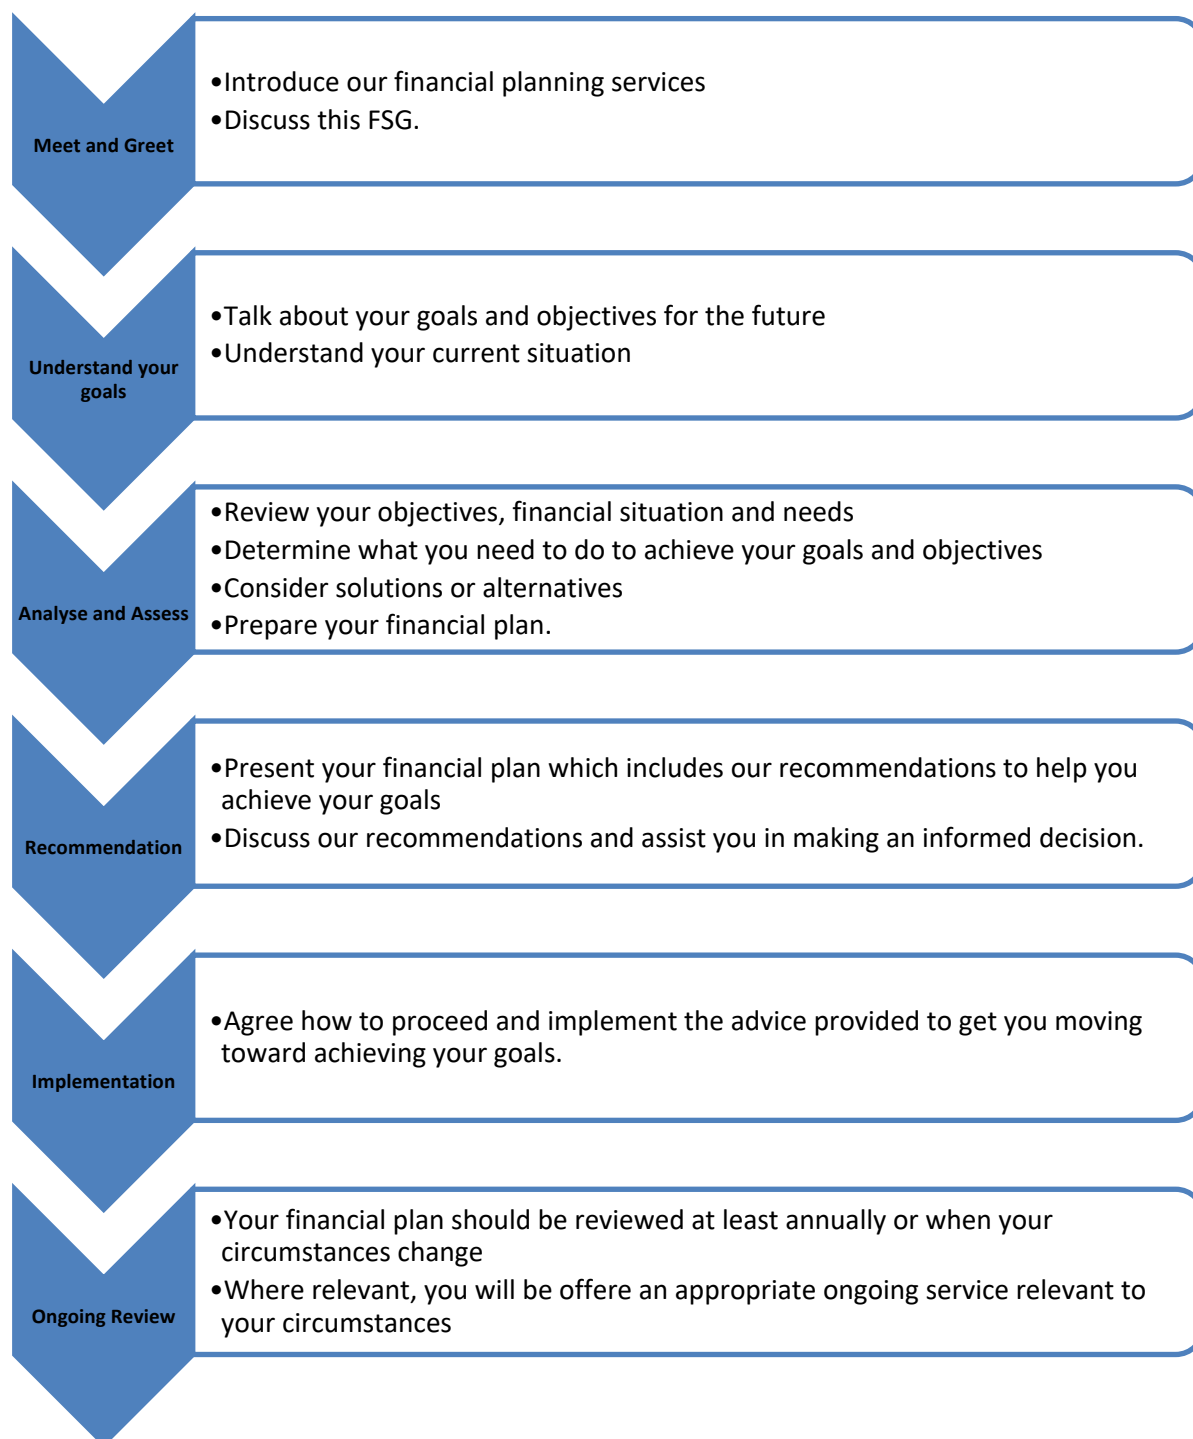 Meet and Greet
•Introduce our financial planning services
•Discuss this FSG.
Understand your
goals
•Talk about your goals and objectives for the future
•Understand your current situation
Analyse and Assess
•Review your objectives, financial situation and needs
•Determine what you need to do to achieve your goals and objectives
•Consider solutions or alternatives
•Prepare your financial plan.
Recommendation
•Present your financial plan which includes our recommendations to help you
achieve your goals
•Discuss our recommendations and assist you in making an informed decision.
Implementation
•Agree how to proceed and implement the advice provided to get you moving
toward achieving your goals.
Ongoing Review
•Your financial plan should be reviewed at least annually or when your
circumstances change
•Where relevant, you will be offere an appropriate ongoing service relevant to
your circumstances